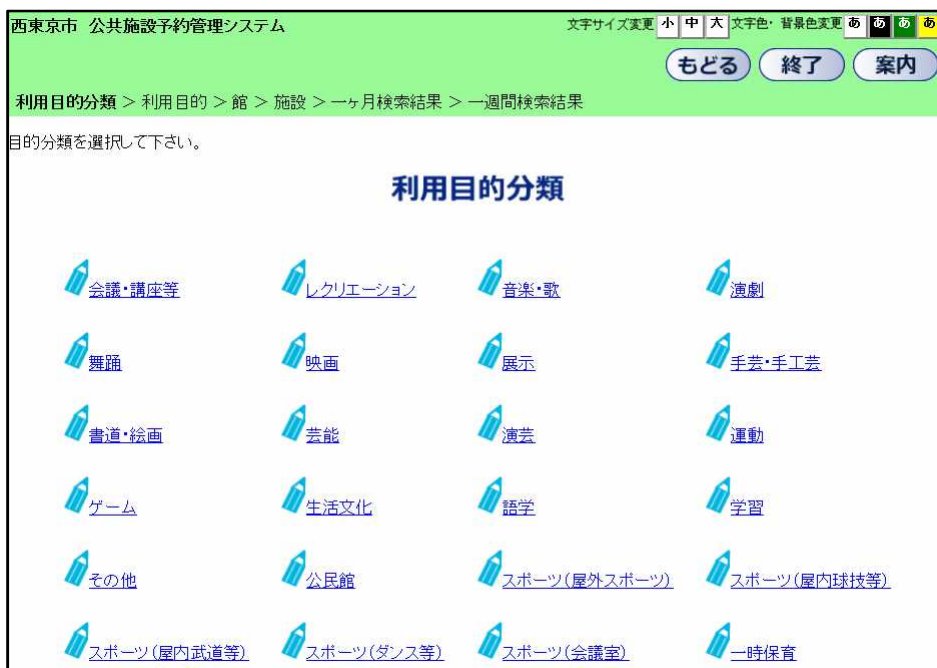 西東京市 公共施設予約管理システム
文字サイズ変更 小 中 大 文字色・背景色変更 あ あ あ あ
もどる 終了 案内
利用目的分類 > 利用目的 > 館 > 施設 > 一ヶ月検索結果 > 一週間検索結果
目的分類を選択して下さい。
利用目的分類
会議・講座等 レクリエーション 音楽・歌 演劇
舞踊 映画 展示 手芸・手工芸
書道・絵画 芸能 演芸 運動
ゲーム 生活文化 語学 学習
その他 公民館 スポーツ(屋外スポーツ) スポーツ(屋内球技等)
スポーツ(屋内武道等) スポーツ(ダンス等) スポーツ(会議室) 一時保育